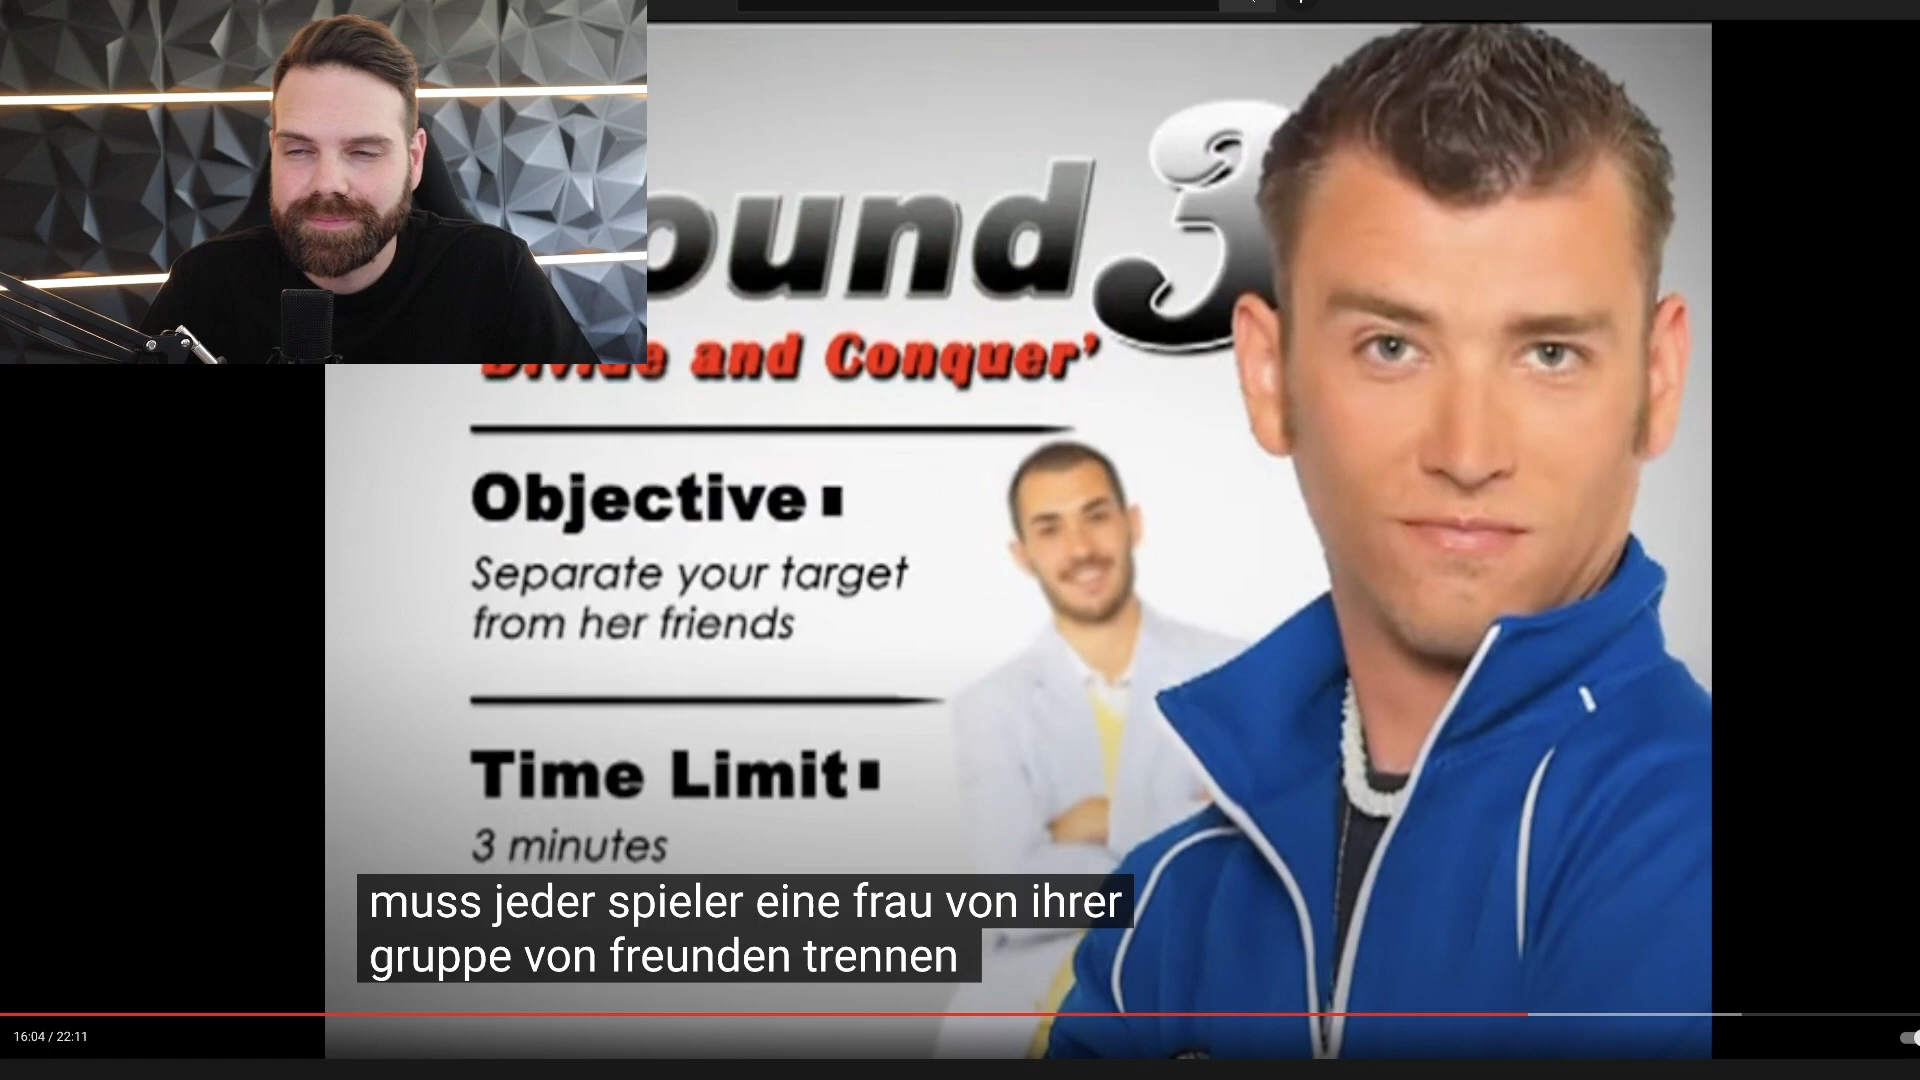 ound 3
Divide and Conquer'
Objective:
Separate your target
from her friends
Time Limit:
3 minutes
muss jeder spieler eine frau von ihrer
gruppe von freunden trennen
16:04 / 22:11